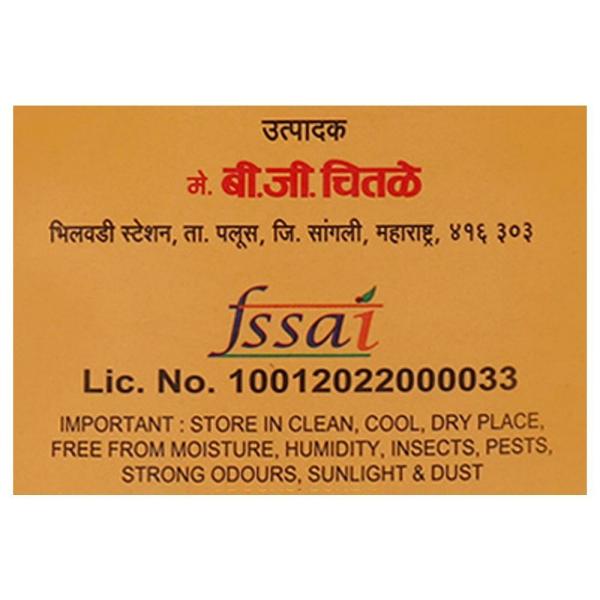 उत्पादक
मे. बी.जी. चितळे
भिलवडी स्टेशन, ता. पलूस, जि. सांगली, महाराष्ट्र, ४१६ ३०३
fssai
Lic. No. 10012022000033
IMPORTANT : STORE IN CLEAN, COOL, DRY PLACE,
FREE FROM MOISTURE, HUMIDITY, INSECTS, PESTS,
STRONG ODOURS, SUNLIGHT & DUST